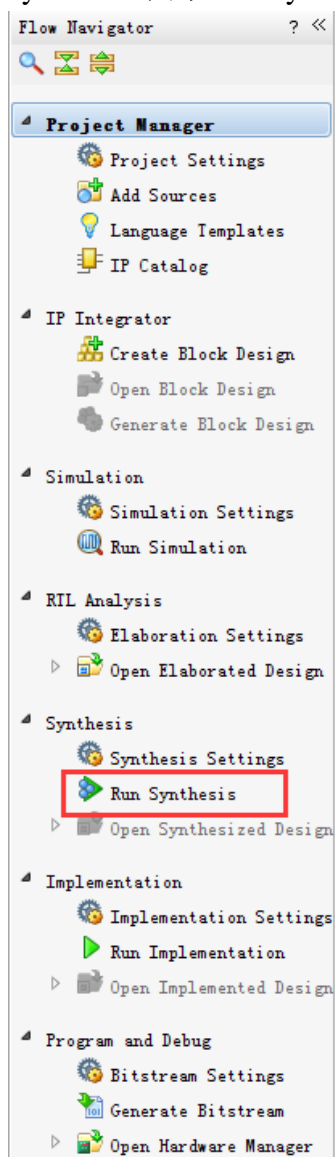 Flow Navigator ? «
Project Manager
Project Settings
Add Sources
Language Templates
IP Catalog
IP Integrator
Create Block Design
Open Block Design
Generate Block Design
Simulation
Simulation Settings
Run Simulation
RTL Analysis
Elaboration Settings
Open Elaborated Design
Synthesis
Synthesis Settings
Run Synthesis
Open Synthesized Design
Implementation
Implementation Settings
Run Implementation
Open Implemented Design
Program and Debug
Bitstream Settings
Generate Bitstream
Open Hardware Manager